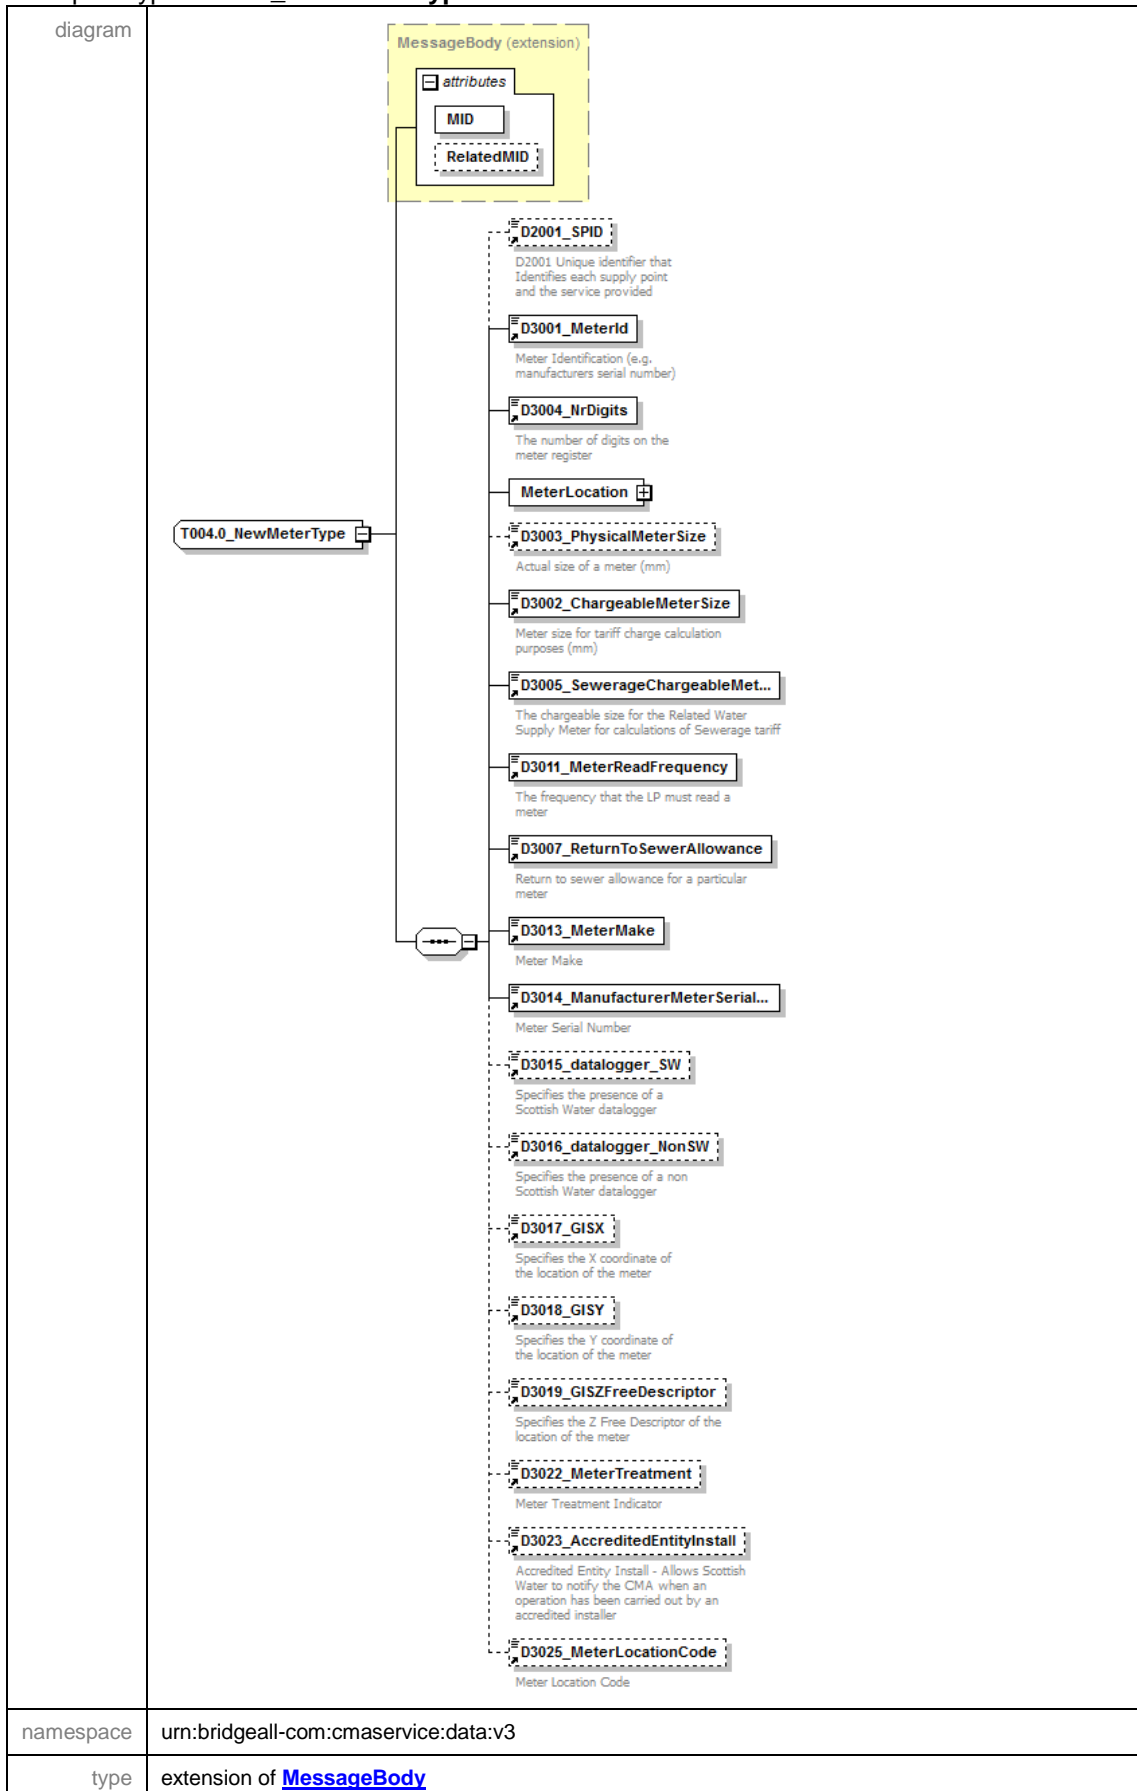 diagram
MessageBody (extension)
attributes
MID
RelatedMID
D2001_SPID
D2001 Unique identifier that
Identifies each supply point
and the service provided
D3001_MeterId
Meter Identification (e.g.
manufacturers serial number)
D3004_NrDigits
The number of digits on the
meter register
MeterLocation
T004.0_NewMeterType
D3003_PhysicalMeterSize
Actual size of a meter (mm)
D3002_ChargeableMeterSize
Meter size for tariff charge calculation
purposes (mm)
D3005_SewerageChargeableMet...
The chargeable size for the Related Water
Supply Meter for calculations of Sewerage tariff
D3011_MeterReadFrequency
The frequency that the LP must read a
meter
D3007_ReturnToSewerAllowance
Return to sewer allowance for a particular
meter
D3013_MeterMake
Meter Make
D3014_ManufacturerMeterSerial...
Meter Serial Number
D3015_datalogger_SW
Specifies the presence of a
Scottish Water datalogger
D3016_datalogger_NonSW
Specifies the presence of a non
Scottish Water datalogger
D3017_GISX
Specifies the X coordinate of
the location of the meter
D3018_GISY
Specifies the Y coordinate of
the location of the meter
D3019_GISZFreeDescriptor
Specifies the Z Free Descriptor of the
location of the meter
D3022_MeterTreatment
Meter Treatment Indicator
D3023_AccreditedEntityInstall
Accredited Entity Install - Allows Scottish
Water to notify the CMA when an
operation has been carried out by an
accredited installer
D3025_MeterLocationCode
Meter Location Code
namespace urn:bridgeall-com:cmaservice:data:v3
type extension of MessageBody